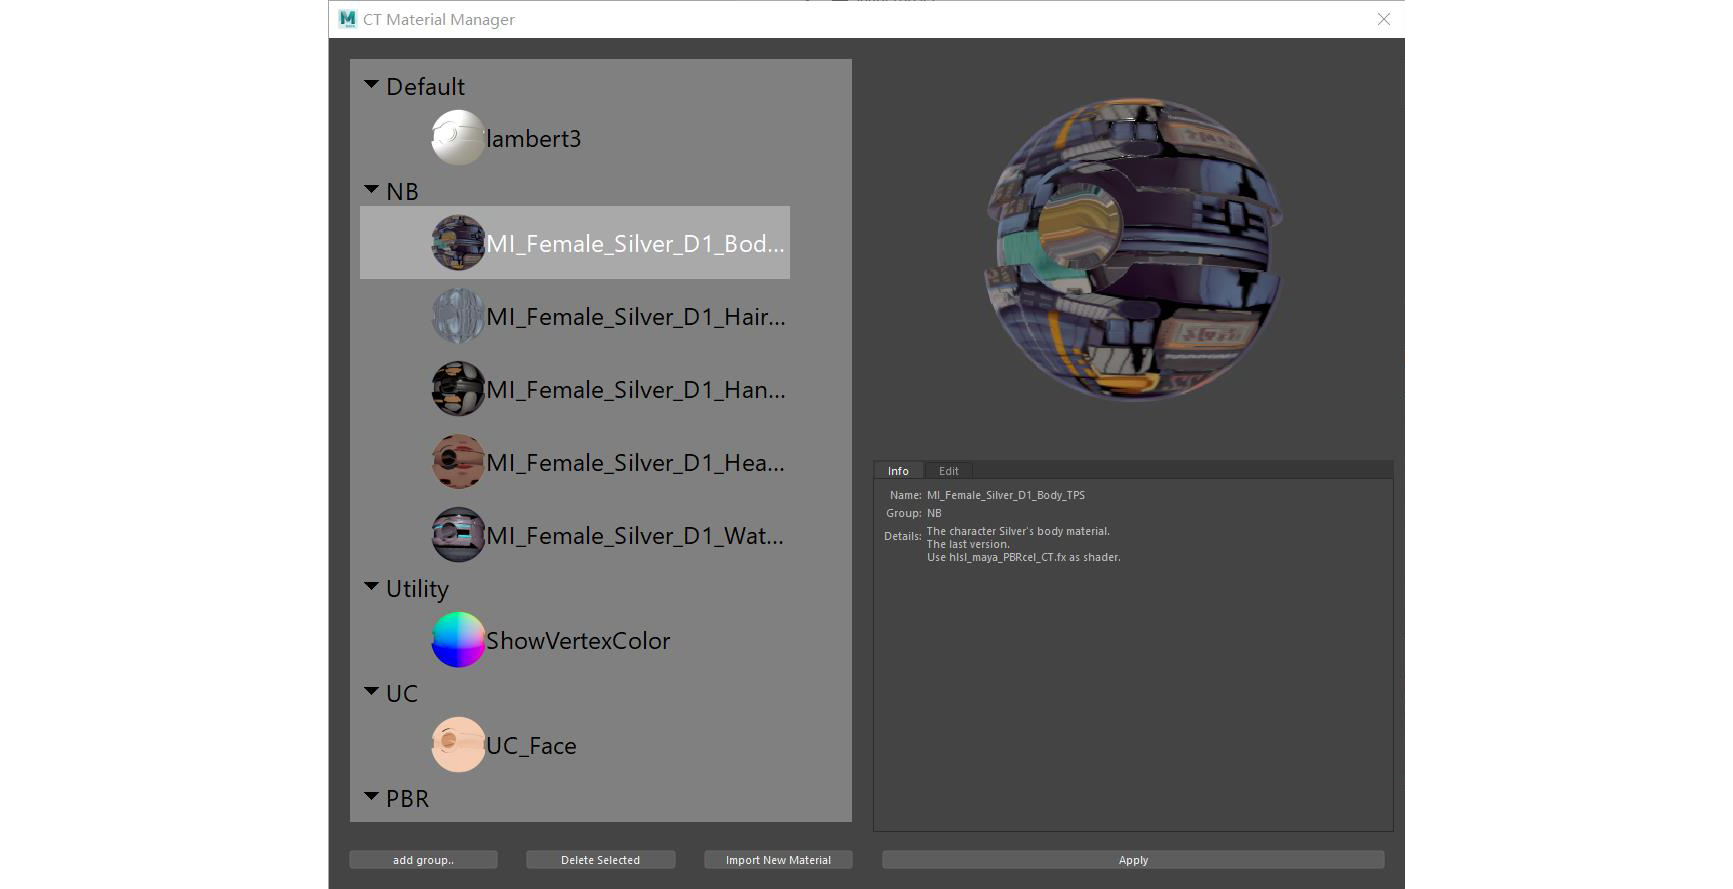 CT Material Manager
Default
lambert3
NB
MI_Female_Silver_D1_Bod...
MI_Female_Silver_D1_Hair...
MI_Female_Silver_D1_Han...
MI_Female_Silver_D1_Hea...
MI_Female_Silver_D1_Wat...
Utility
ShowVertexColor
UC
UC_Face
PBR
add group..
Delete Selected
Import New Material
Info
Edit
Name: MI_Female_Silver_D1_Body_TPS
Group: NB
Details: The character Silver's body material.
The last version.
Use hlsl_maya_PBRcel_CT.fx as shader.
Apply